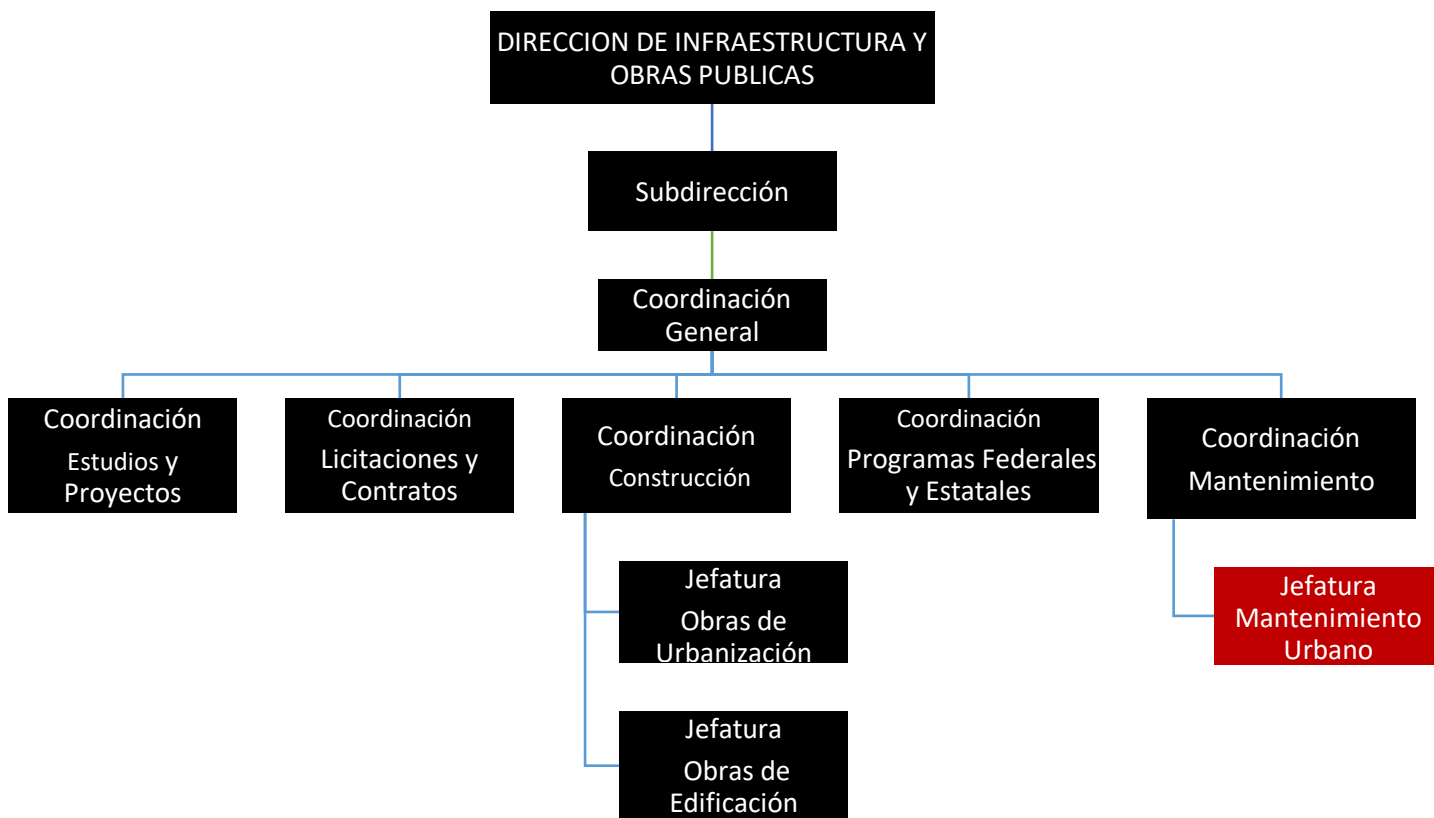 DIRECCION DE INFRAESTRUCTURA Y
OBRAS PUBLICAS
Subdirección
Coordinación
General
Coordinación
Estudios y
Proyectos
Coordinación
Licitaciones y
Contratos
Coordinación
Construcción
Coordinación
Programas Federales
y Estatales
Coordinación
Mantenimiento
Jefatura
Obras de
Urbanización
Jefatura
Mantenimiento
Urbano
Jefatura
Obras de
Edificación